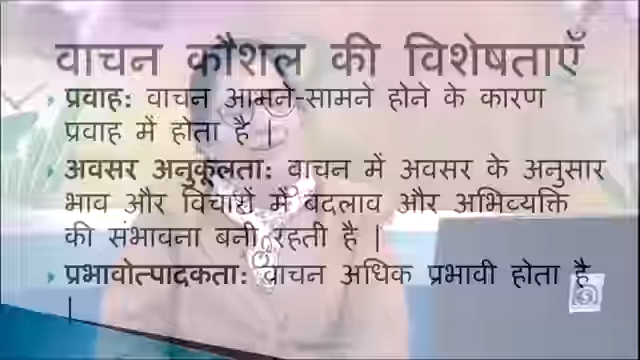 वाचन कौशल की विशेषताएँ
प्रवाह: वाचन आमने-सामने होने के कारण
प्रवाह में होता है |
अवसर अनुकूलता: वाचन में अवसर के अनुसार
भाव और विचारों में बदलाव और अभिव्यक्ति
की संभावना बनी रहती है |
प्रभावोत्पादकता: वाचन अधिक प्रभावी होता है
|